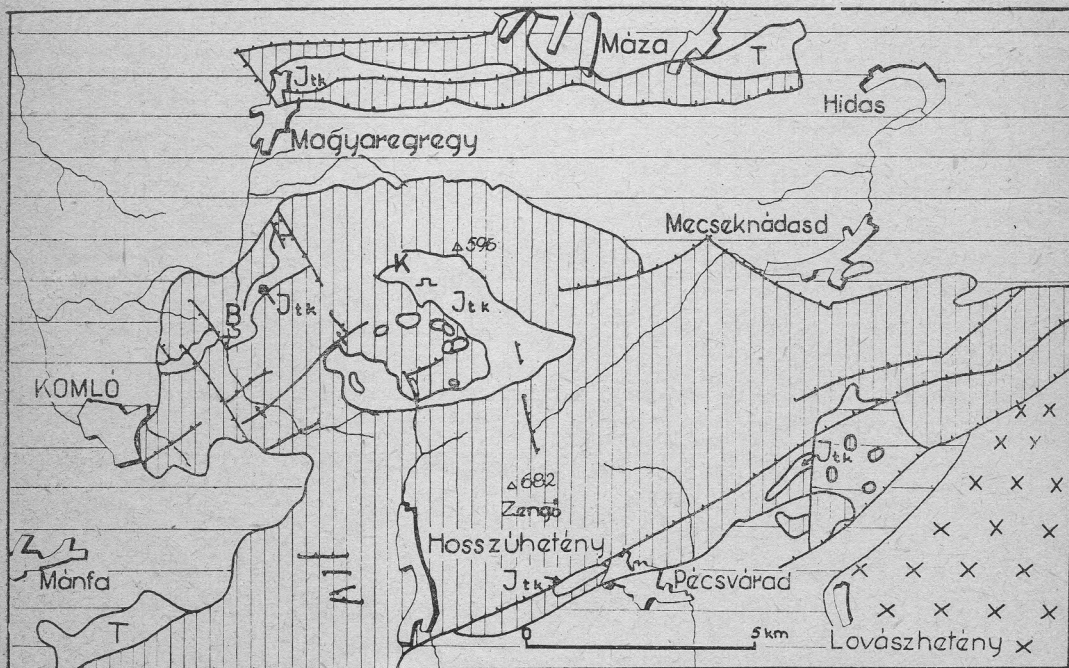 Máza
T
Jtk
Hidas
Magyaregregy
Mecseknádasd
△596
K
Jtk
B
Jtk
KOMLÓ
△682
Zengő
Jtk
Hosszúhetény
Mánfa
Jtk
Pécsvárad
T
0
5 km
Lovászhetény